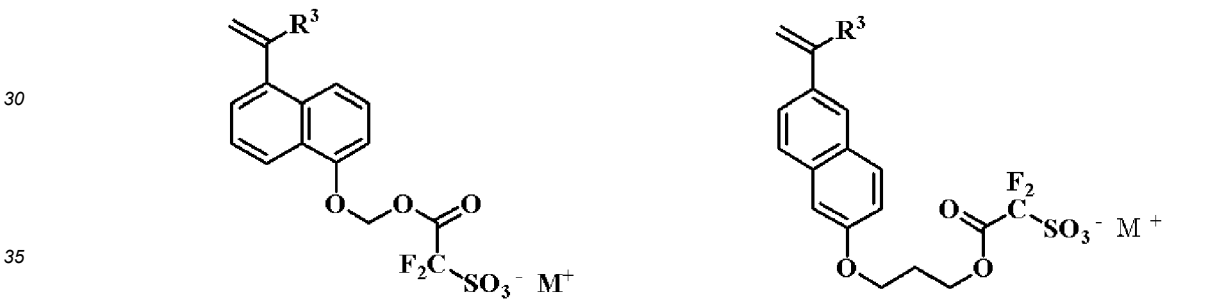 R³ R³
30
F₂
O O O C SO₃⁻ M⁺
O
F₂C O O
SO₃⁻ M⁺
35